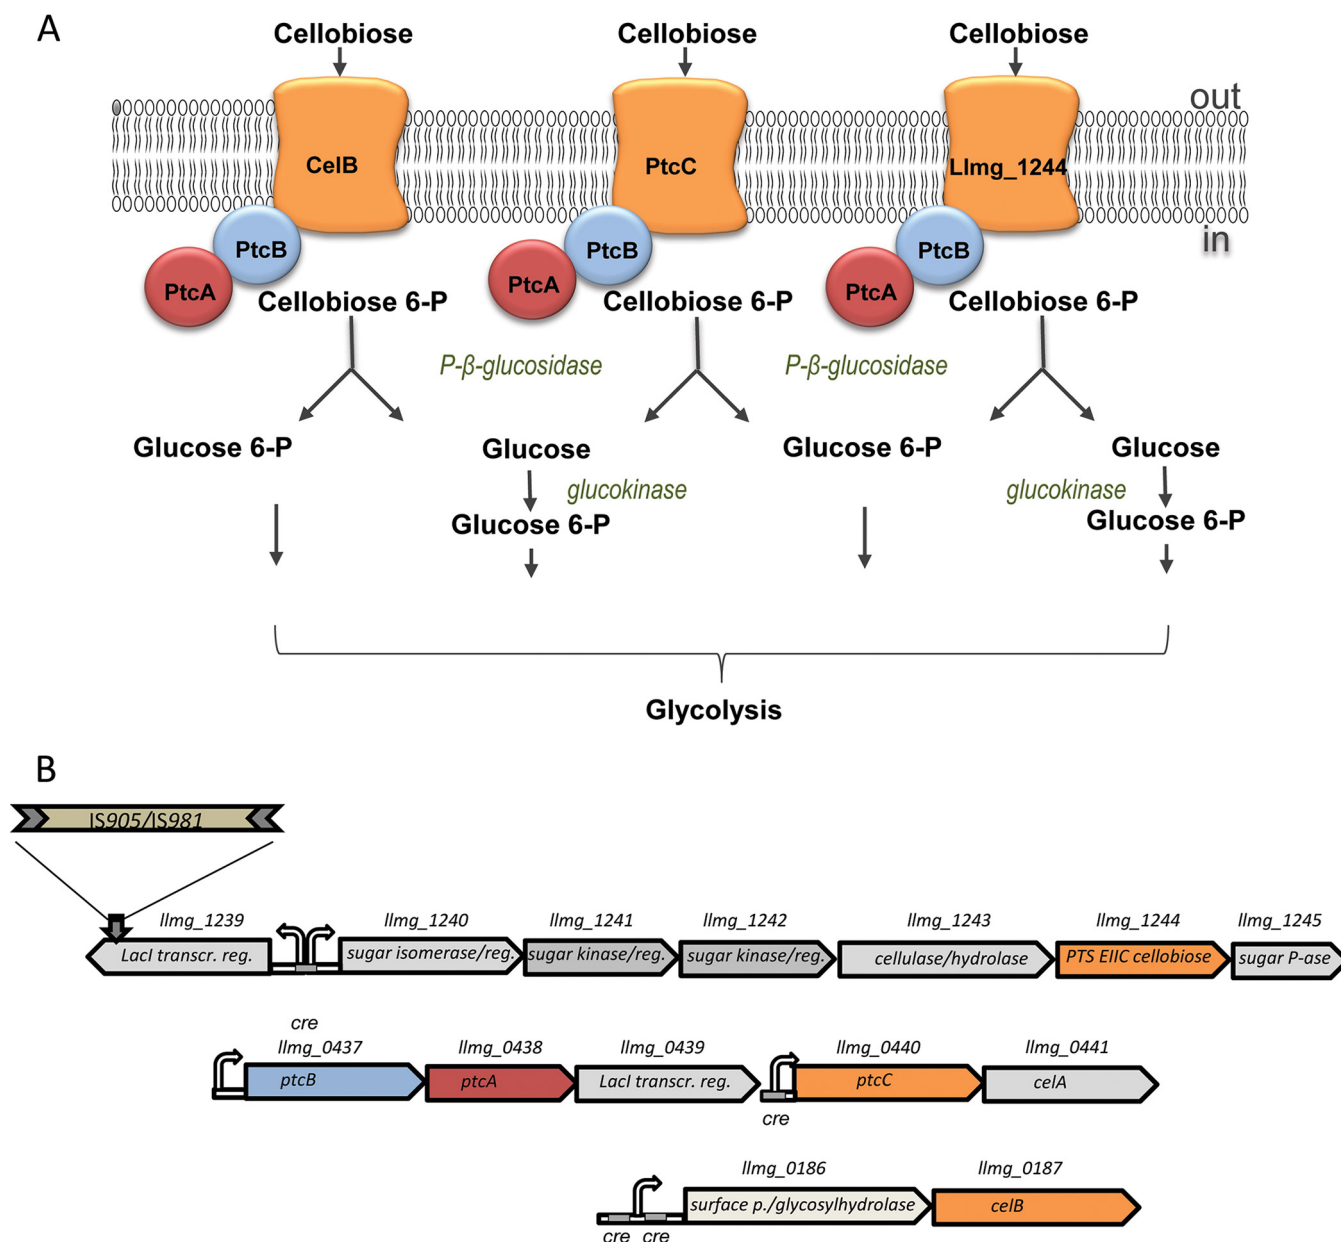 A
Cellobiose Cellobiose Cellobiose
out
CelB PtcC Llmg_1244
in
PtcB PtcB PtcB
PtcA PtcA PtcA
Cellobiose 6-P Cellobiose 6-P Cellobiose 6-P
P-β-glucosidase P-β-glucosidase
Glucose 6-P Glucose Glucose 6-P Glucose
glucokinase glucokinase
Glucose 6-P Glucose 6-P
Glycolysis
B
IS905/IS981
llmg_1239 llmg_1240 llmg_1241 llmg_1242 llmg_1243 llmg_1244 llmg_1245
LacI transcr. reg. sugar isomerase/reg. sugar kinase/reg. sugar kinase/reg. cellulase/hydrolase PTS EIIC cellobiose sugar P-ase
cre
llmg_0437 llmg_0438 llmg_0439 llmg_0440 llmg_0441
ptcB ptcA LacI transcr. reg. ptcC celA
cre
llmg_0186 llmg_0187
surface p./glycosylhydrolase celB
cre cre